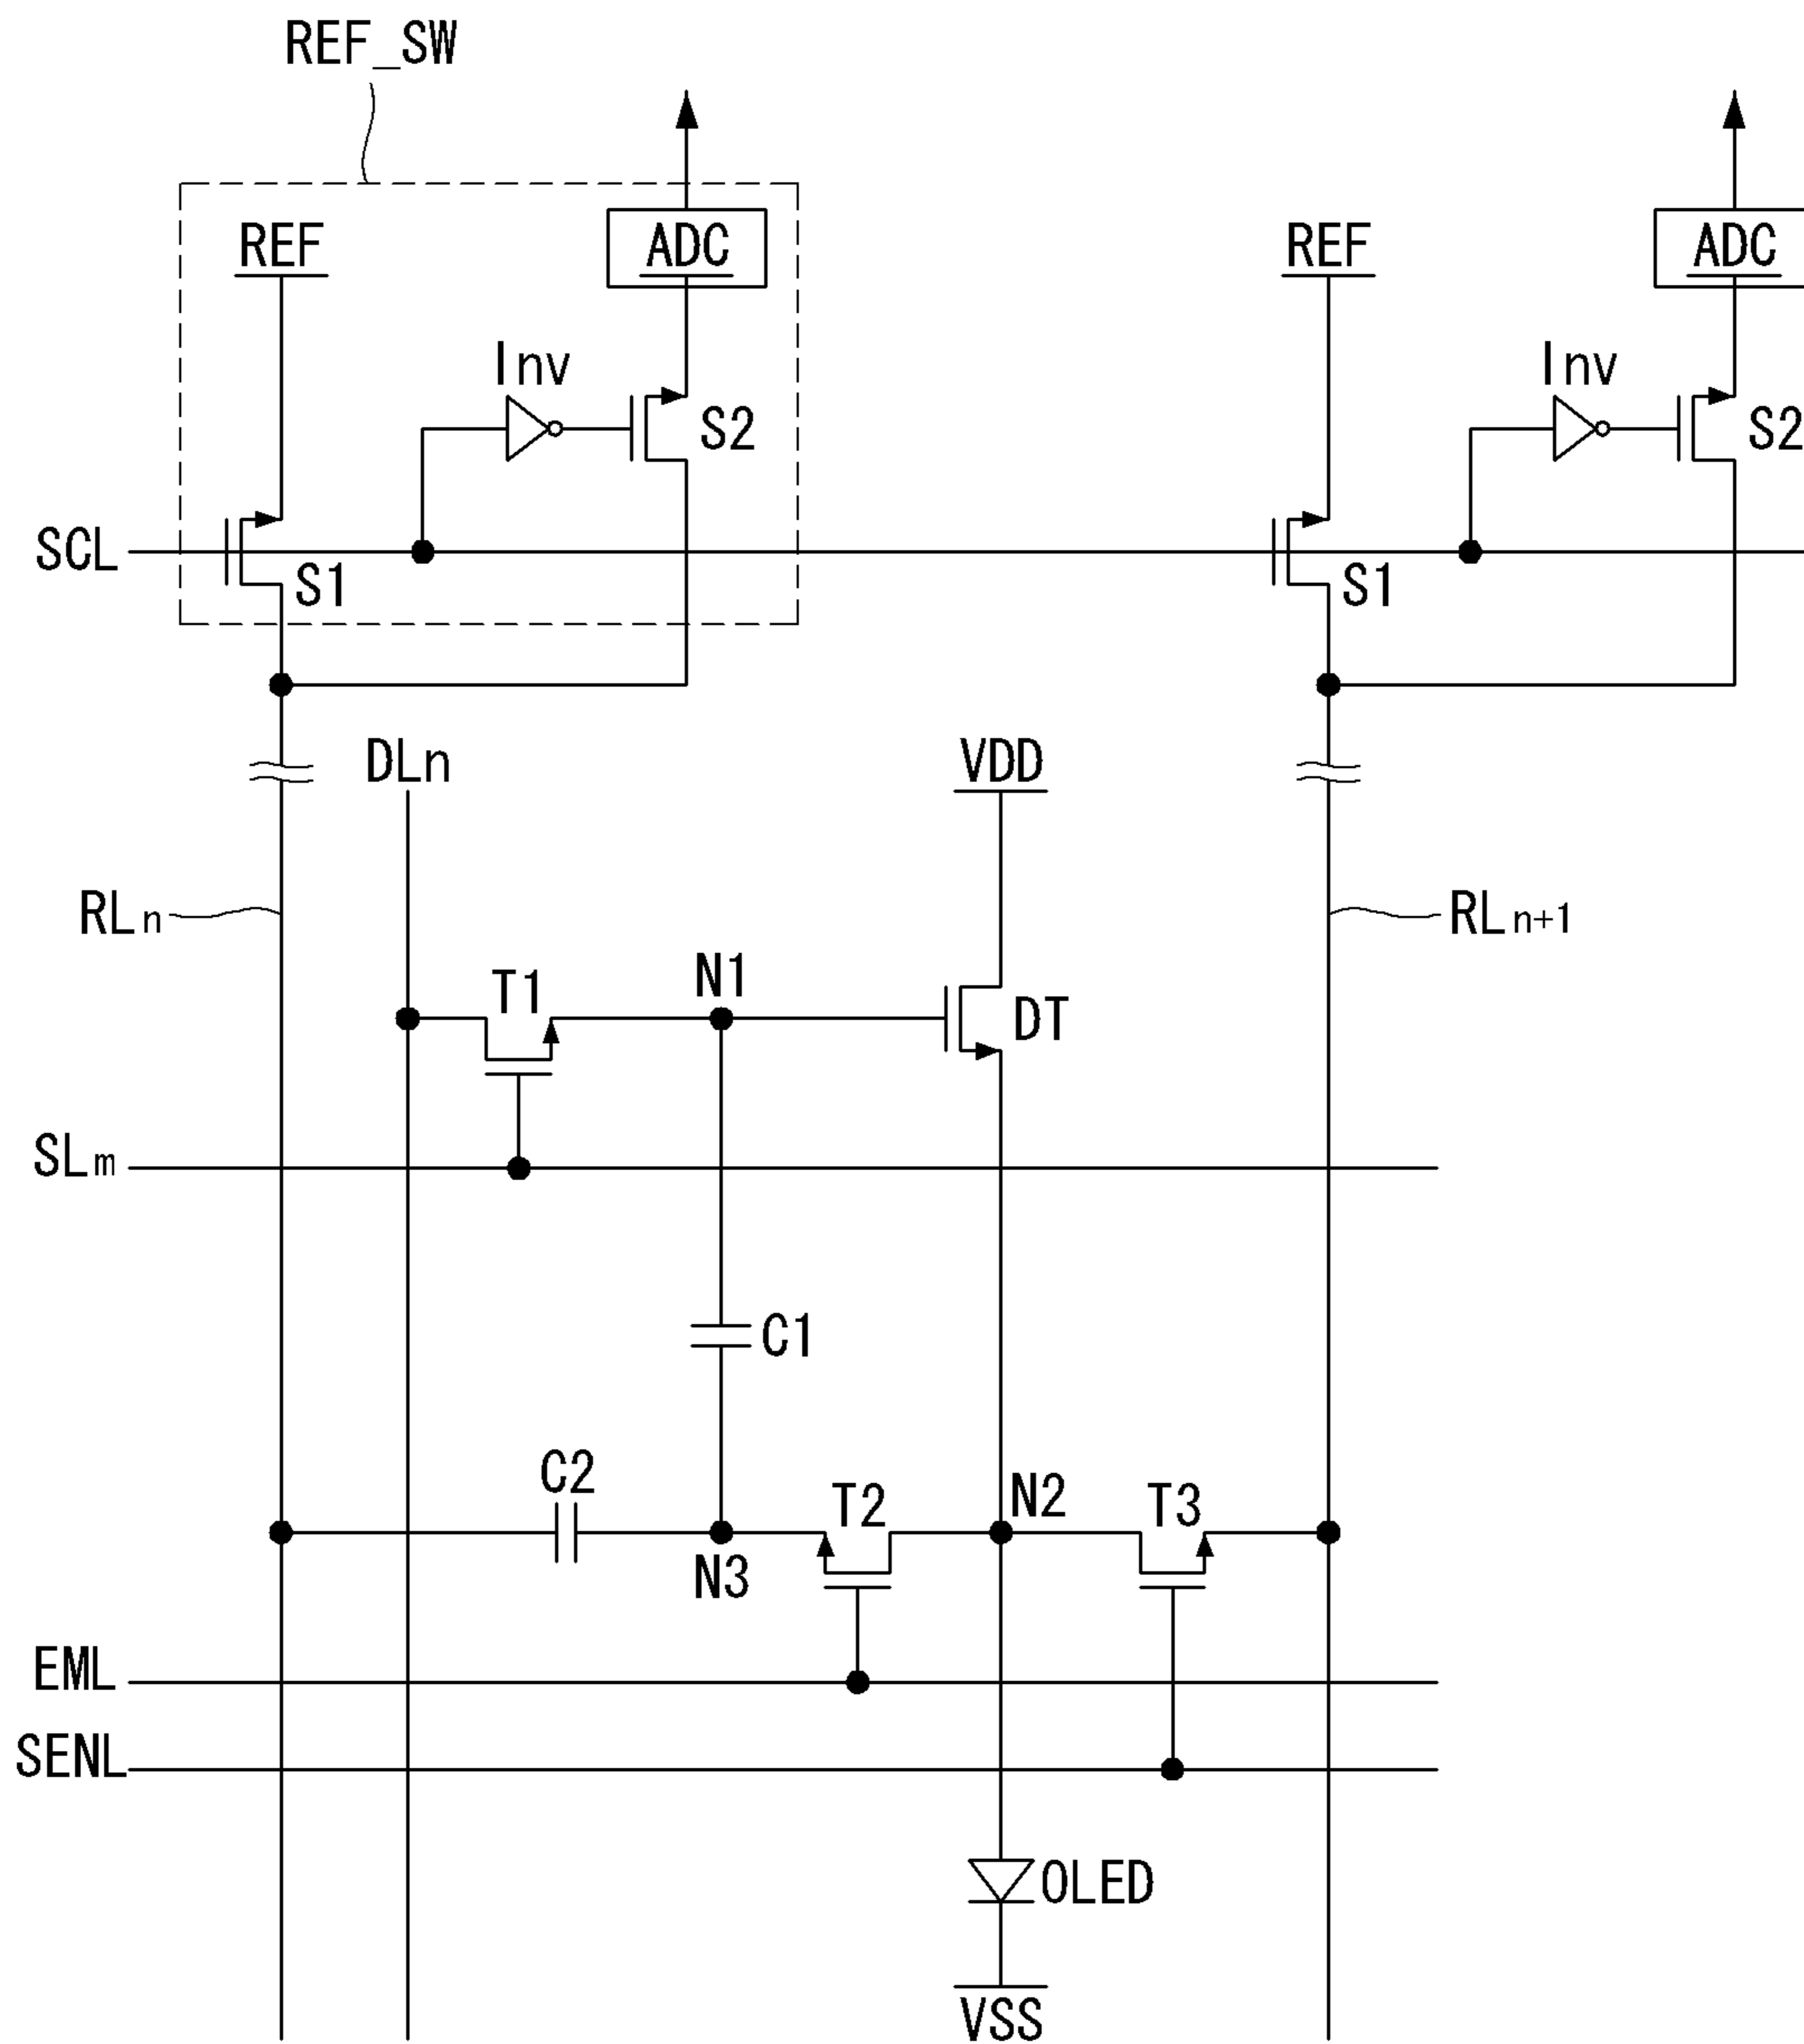 REF_SW
REF ADC REF ADC
Inv Inv
S2 S2
SCL
S1 S1
DLn VDD
RLn RLn+1
T1 N1 DT
SLm
C1
C2 T2 N2 T3
N3
EML
SENL
OLED
VSS